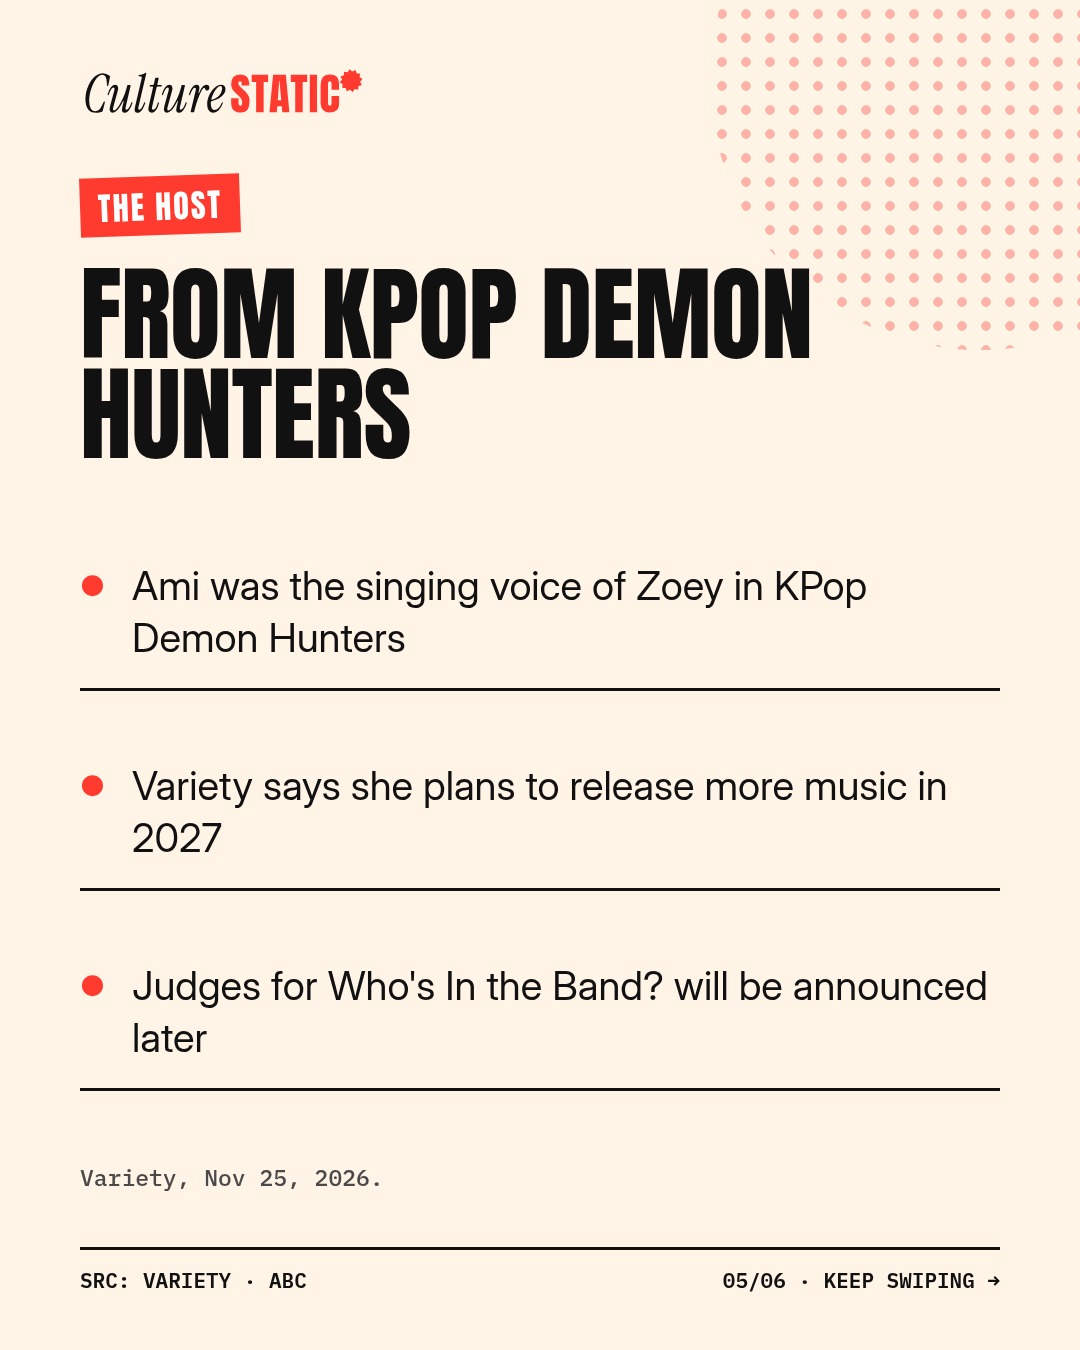 Culture STATIC
THE HOST
FROM KPOP DEMON
HUNTERS
Ami was the singing voice of Zoey in KPop
Demon Hunters
Variety says she plans to release more music in
2027
Judges for Who's In the Band? will be announced
later
Variety, Nov 25, 2026.
SRC: VARIETY · ABC
05/06 · KEEP SWIPING →